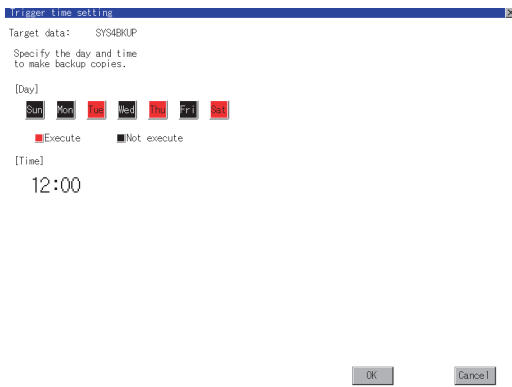 Trigger time setting
Target data: SYS4BKUP
Specify the day and time
to make backup copies.
[Day]
Sun Mon Tue Wed Thu Fri Sat
Execute Not execute
[Time]
12:00
OK Cancel